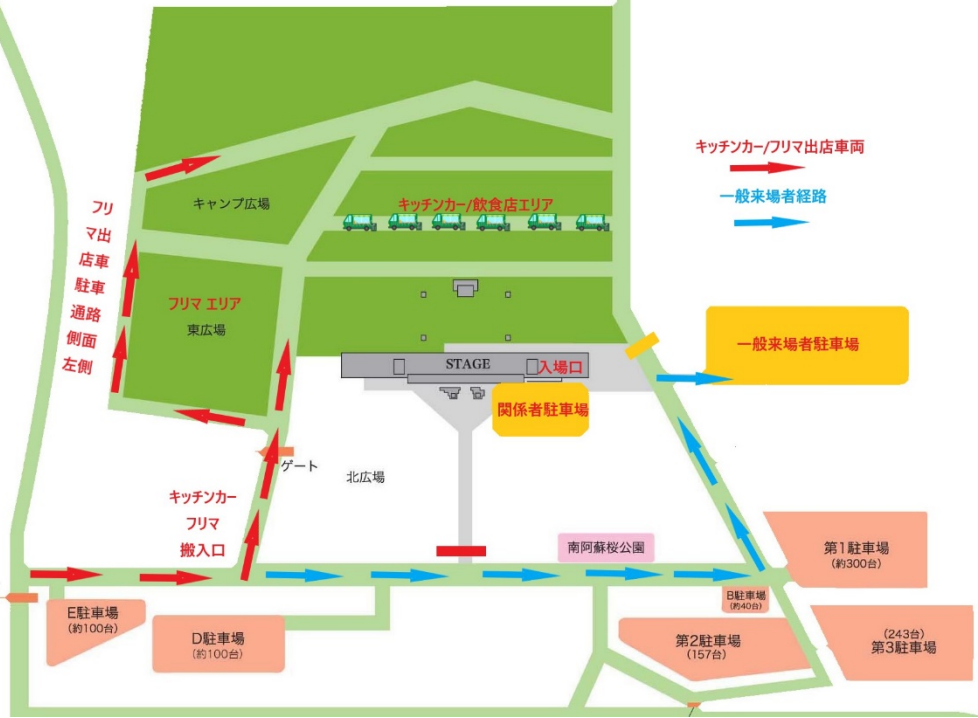 キッチンカー/フリマ出店車両
一般来場者経路
キャンプ広場
キッチンカー/飲食店エリア
フリ
マ出
店車
駐車
通路
側面
左側
フリマ エリア
東広場
一般来場者駐車場
STAGE
入場口
関係者駐車場
ゲート
北広場
キッチンカー
フリマ
搬入口
南阿蘇桜公園
第1駐車場
(約300台)
B駐車場
(約40台)
E駐車場
(約100台)
D駐車場
(約100台)
第2駐車場
(157台)
(243台)
第3駐車場